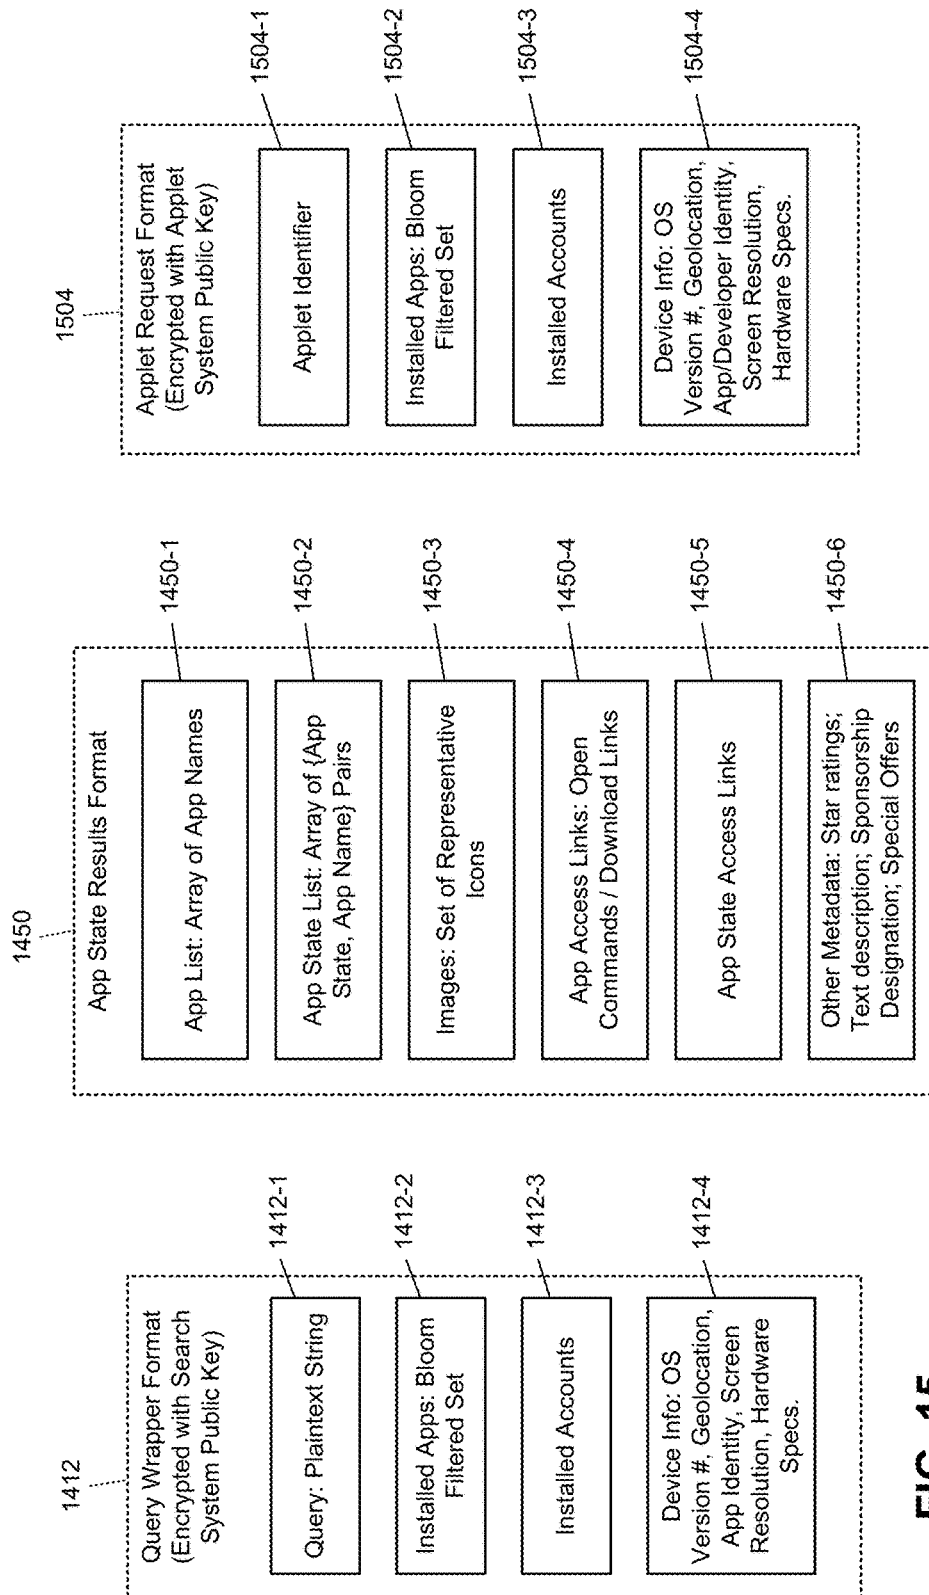 1412
Query Wrapper Format
(Encrypted with Search
System Public Key)
Query: Plaintext String
1412-1
Installed Apps: Bloom
Filtered Set
1412-2
Installed Accounts
1412-3
Device Info: OS
Version #, Geolocation,
App Identity, Screen
Resolution, Hardware
Specs.
1412-4
1450
App State Results Format
App List: Array of App Names
1450-1
App State List: Array of {App
State, App Name} Pairs
1450-2
Images: Set of Representative
Icons
1450-3
App Access Links: Open
Commands / Download Links
1450-4
App State Access Links
1450-5
Other Metadata: Star ratings;
Text description; Sponsorship
Designation; Special Offers
1450-6
1504
Applet Request Format
(Encrypted with Applet
System Public Key)
Applet Identifier
1504-1
Installed Apps: Bloom
Filtered Set
1504-2
Installed Accounts
1504-3
Device Info: OS
Version #, Geolocation,
App/Developer Identity,
Screen Resolution,
Hardware Specs.
1504-4
FIG. 15